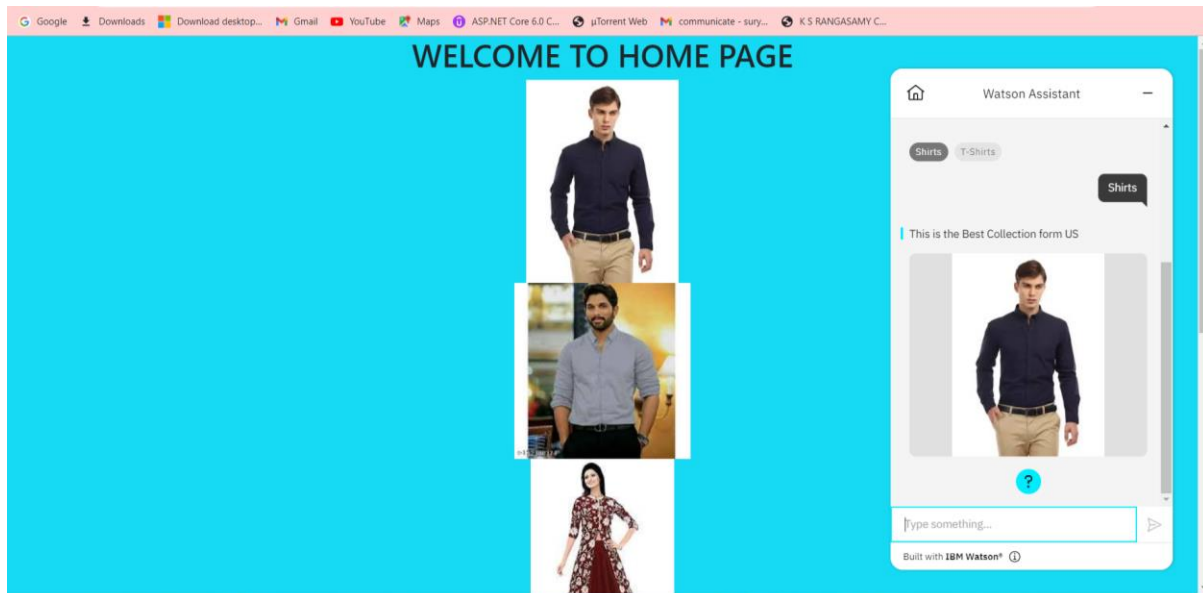 Google Downloads Download desktop... Gmail YouTube Maps ASP.NET Core 6.0 C... µTorrent Web communicate - sury... K S RANGASAMY C...
WELCOME TO HOME PAGE
Watson Assistant
Shirts T-Shirts
Shirts
This is the Best Collection form US
?
Type something...
Built with IBM Watson®